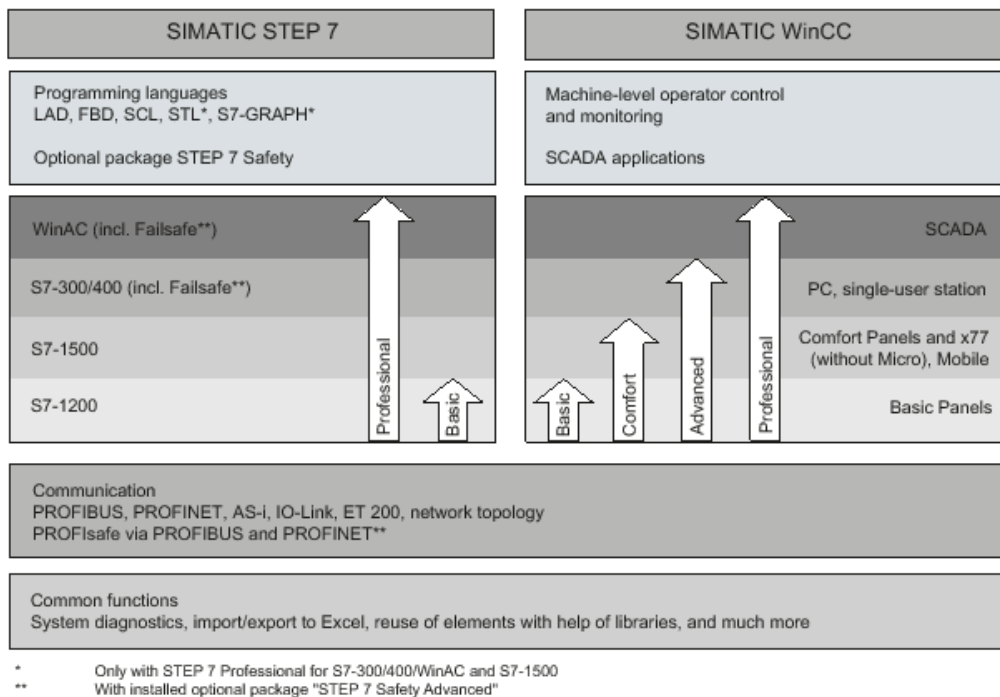 SIMATIC STEP 7
Programming languages
LAD, FBD, SCL, STL*, S7-GRAPH*
Optional package STEP 7 Safety
WinAC (incl. Failsafe**)
S7-300/400 (incl. Failsafe**)
S7-1500
S7-1200
Professional
Basic
SIMATIC WinCC
Machine-level operator control
and monitoring
SCADA applications
SCADA
PC, single-user station
Comfort Panels and x77
(without Micro), Mobile
Basic Panels
Basic
Comfort
Advanced
Professional
Communication
PROFIBUS, PROFINET, AS-i, IO-Link, ET 200, network topology
PROFIsafe via PROFIBUS and PROFINET**
Common functions
System diagnostics, import/export to Excel, reuse of elements with help of libraries, and much more
* Only with STEP 7 Professional for S7-300/400/WinAC and S7-1500
** With installed optional package "STEP 7 Safety Advanced"